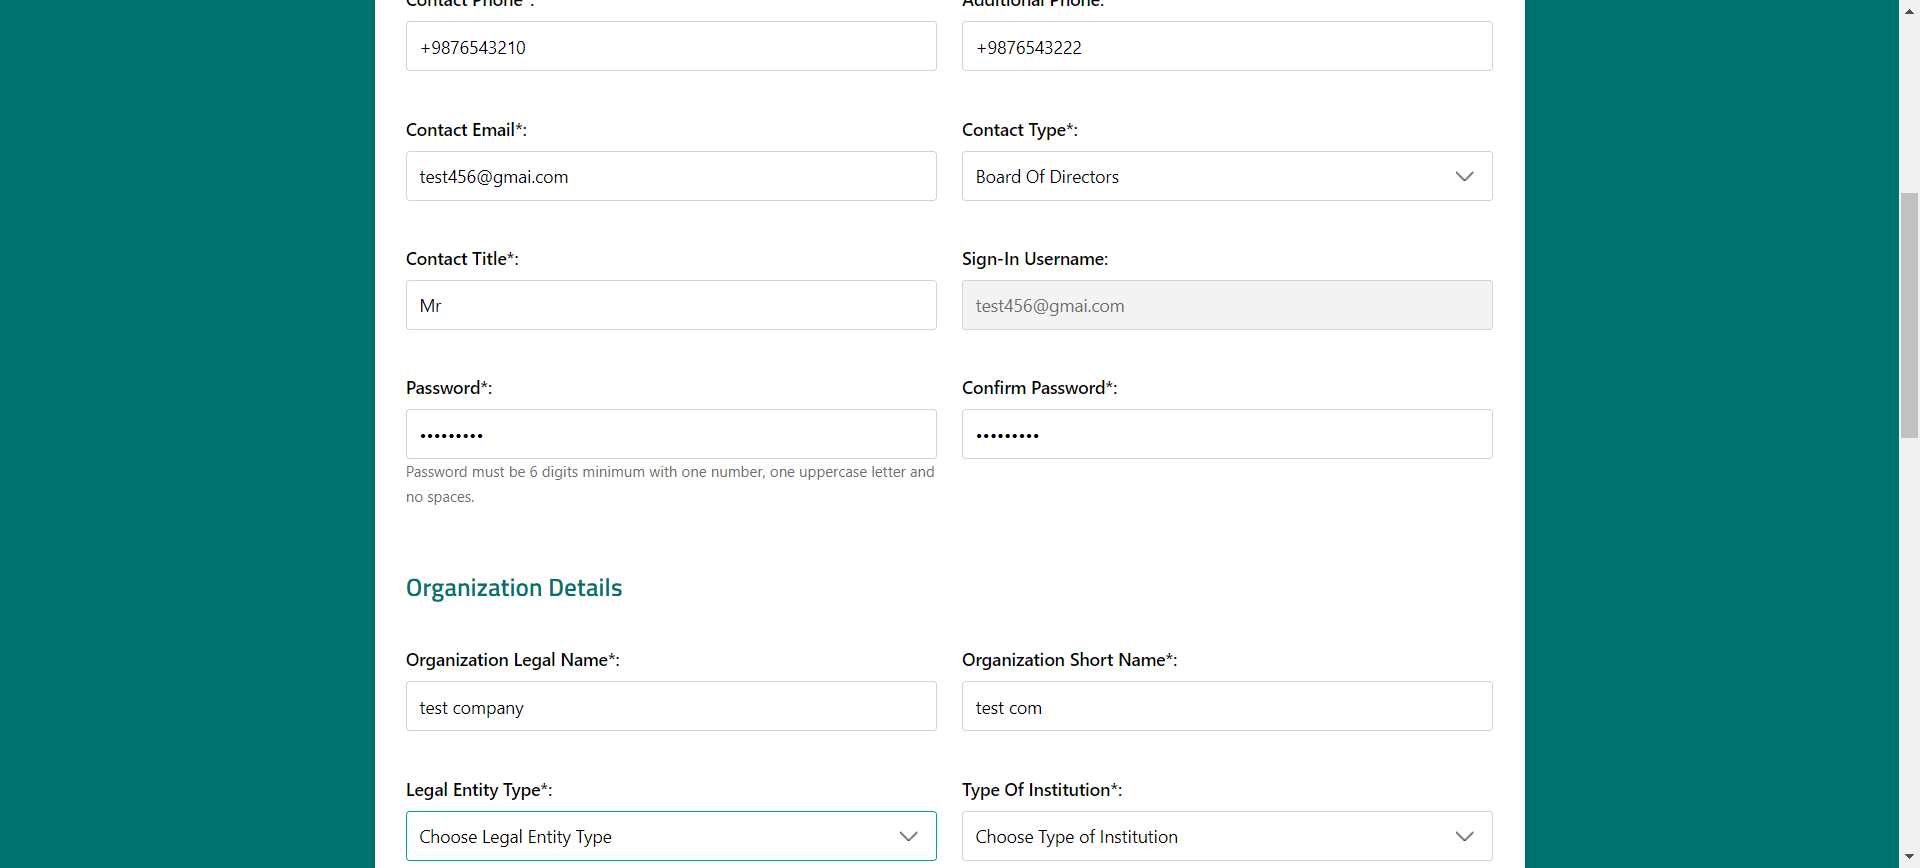 Contact Phone*: Additional Phone:
+9876543210 +9876543222
Contact Email*: Contact Type*:
test456@gmai.com Board Of Directors
Contact Title*: Sign-In Username:
Mr test456@gmai.com
Password*: Confirm Password*:
••••••••• •••••••••
Password must be 6 digits minimum with one number, one uppercase letter and
no spaces.
Organization Details
Organization Legal Name*: Organization Short Name*:
test company test com
Legal Entity Type*: Type Of Institution*:
Choose Legal Entity Type Choose Type of Institution